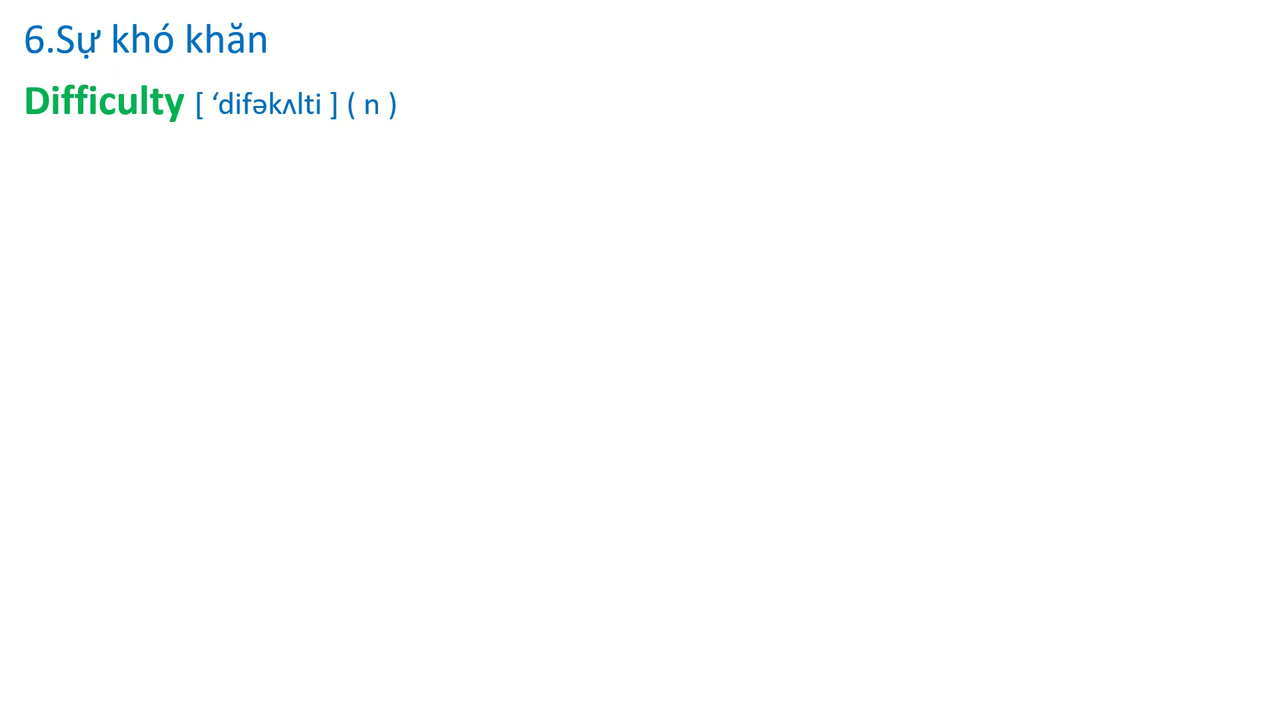 6.Sự khó khăn
Difficulty [ ‘difəkʌlti ] ( n )